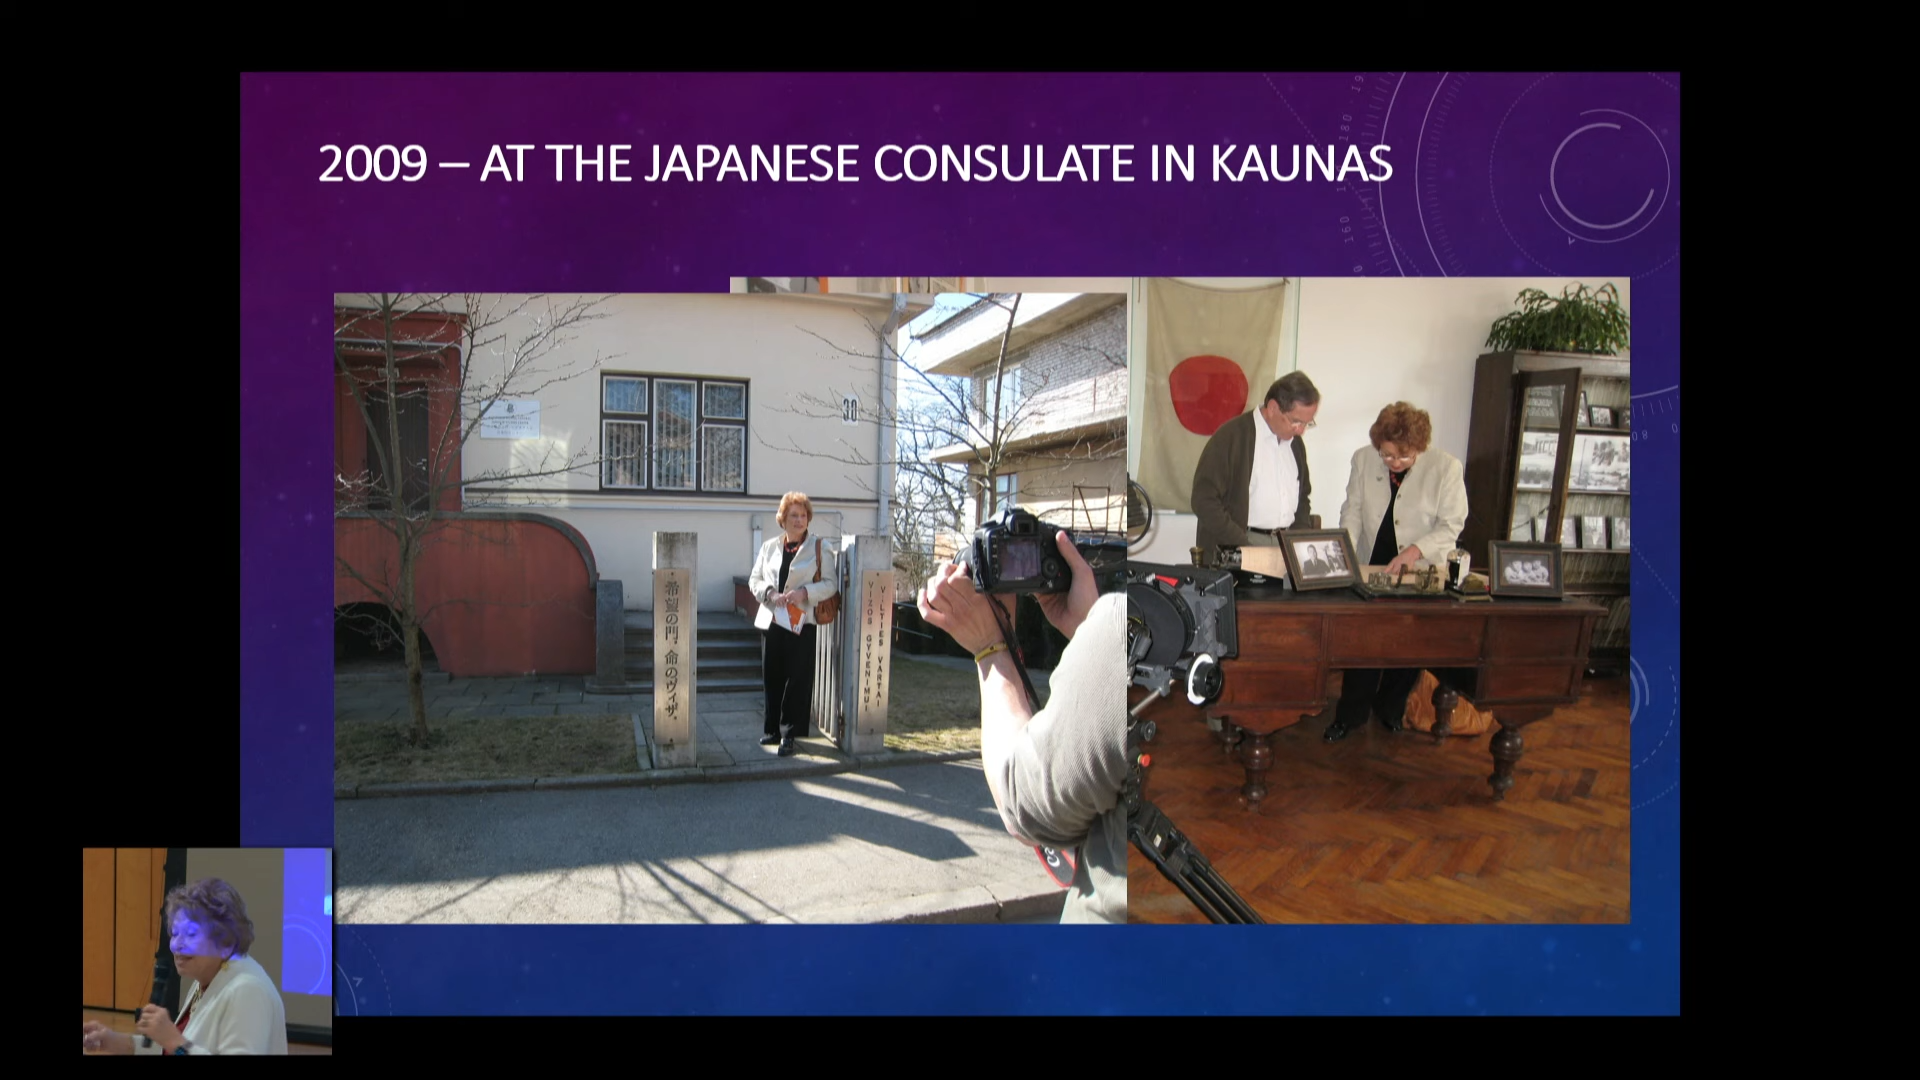 2009 – AT THE JAPANESE CONSULATE IN KAUNAS
30
希望の門、命のヴィザ。
VILTIES VARTAI
VIZOS GYVENIMUI